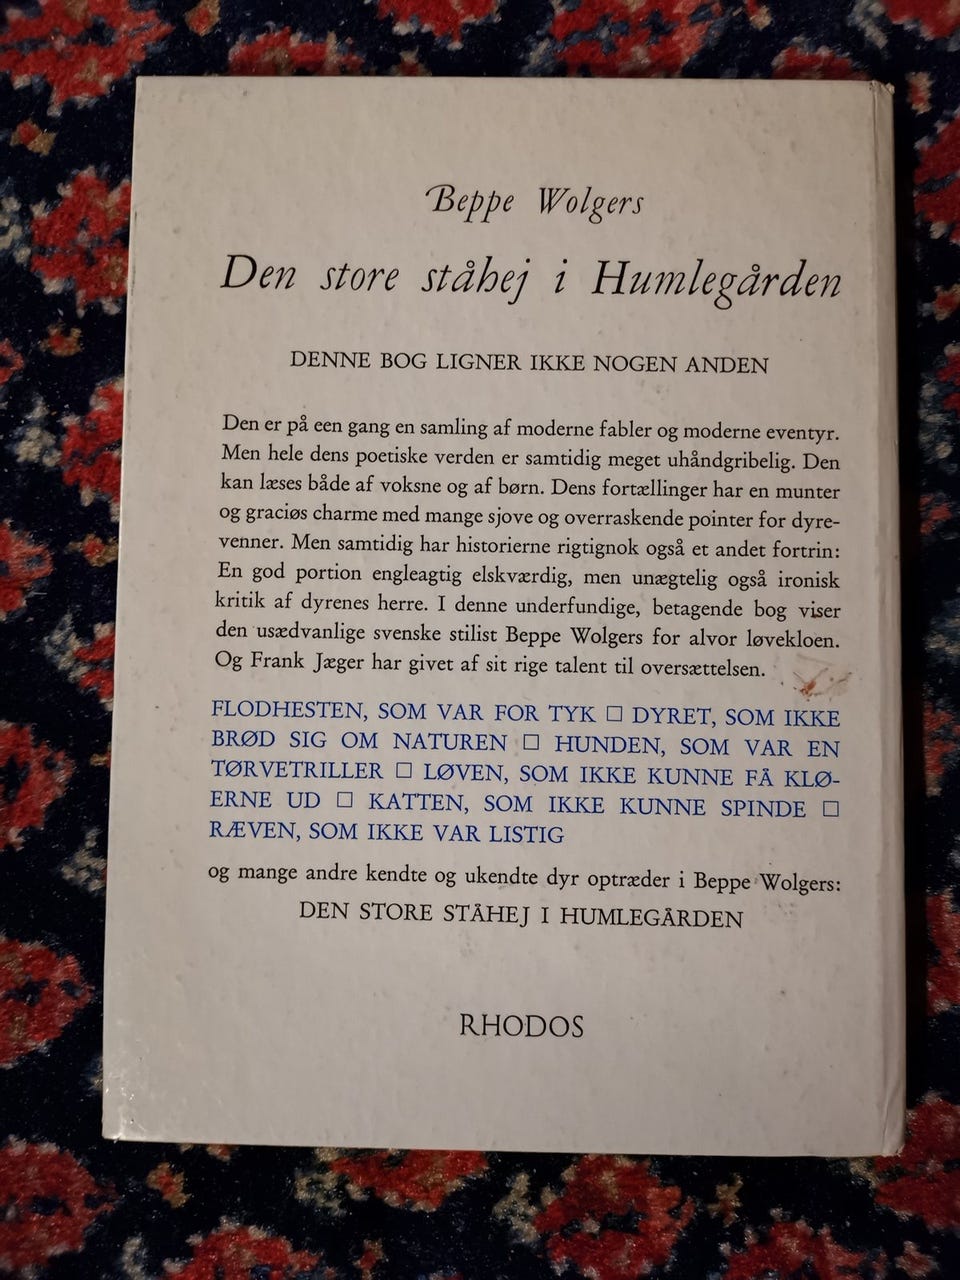 Beppe Wolgers
Den store ståhej i Humlegården
DENNE BOG LIGNER IKKE NOGEN ANDEN
Den er på een gang en samling af moderne fabler og moderne eventyr.
Men hele dens poetiske verden er samtidig meget uhåndgribelig. Den
kan læses både af voksne og af børn. Dens fortællinger har en munter
og graciøs charme med mange sjove og overraskende pointer for dyre-
venner. Men samtidig har historierne rigtignok også et andet fortrin:
En god portion engleagtig elskværdig, men unægtelig også ironisk
kritik af dyrenes herre. I denne underfundige, betagende bog viser
den usædvanlige svenske stilist Beppe Wolgers for alvor løvekloen.
Og Frank Jæger har givet af sit rige talent til oversættelsen.
FLODHESTEN, SOM VAR FOR TYK □ DYRET, SOM IKKE
BRØD SIG OM NATUREN □ HUNDEN, SOM VAR EN
TØRVETRILLER □ LØVEN, SOM IKKE KUNNE FÅ KLØ-
ERNE UD □ KATTEN, SOM IKKE KUNNE SPINDE □
RÆVEN, SOM IKKE VAR LISTIG
og mange andre kendte og ukendte dyr optræder i Beppe Wolgers:
DEN STORE STÅHEJ I HUMLEGÅRDEN
RHODOS